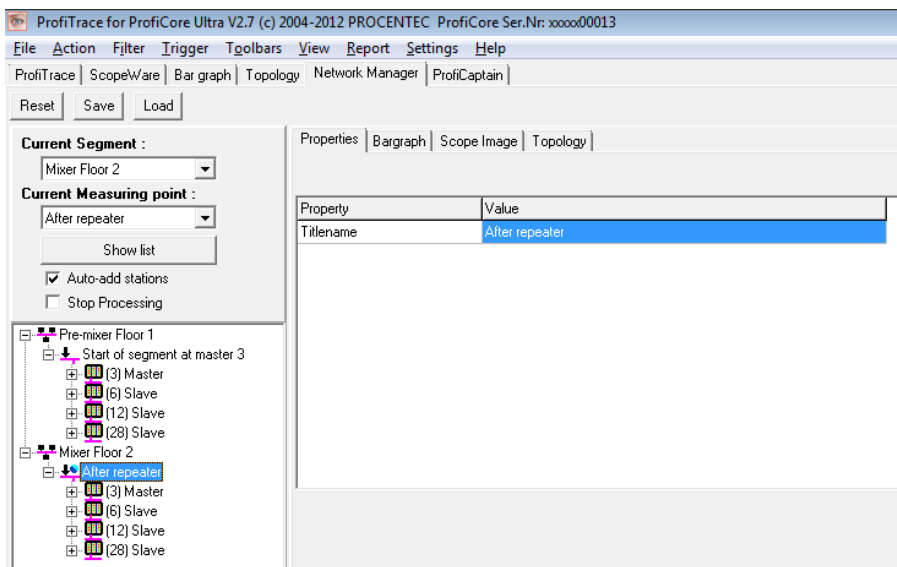 ProfiTrace for ProfiCore Ultra V2.7 (c) 2004-2012 PROCENTEC ProfiCore Ser.Nr: xxxxx00013
File Action Filter Trigger Toolbars View Report Settings Help
ProfiTrace ScopeWare Bar graph Topology Network Manager ProfiCaptain
Reset Save Load
Current Segment :
Mixer Floor 2
Current Measuring point :
After repeater
Show list
Auto-add stations
Stop Processing
Pre-mixer Floor 1
Start of segment at master 3
(3) Master
(6) Slave
(12) Slave
(28) Slave
Mixer Floor 2
After repeater
(3) Master
(6) Slave
(12) Slave
(28) Slave
Properties Bargraph Scope Image Topology
Property Value
Titlename After repeater